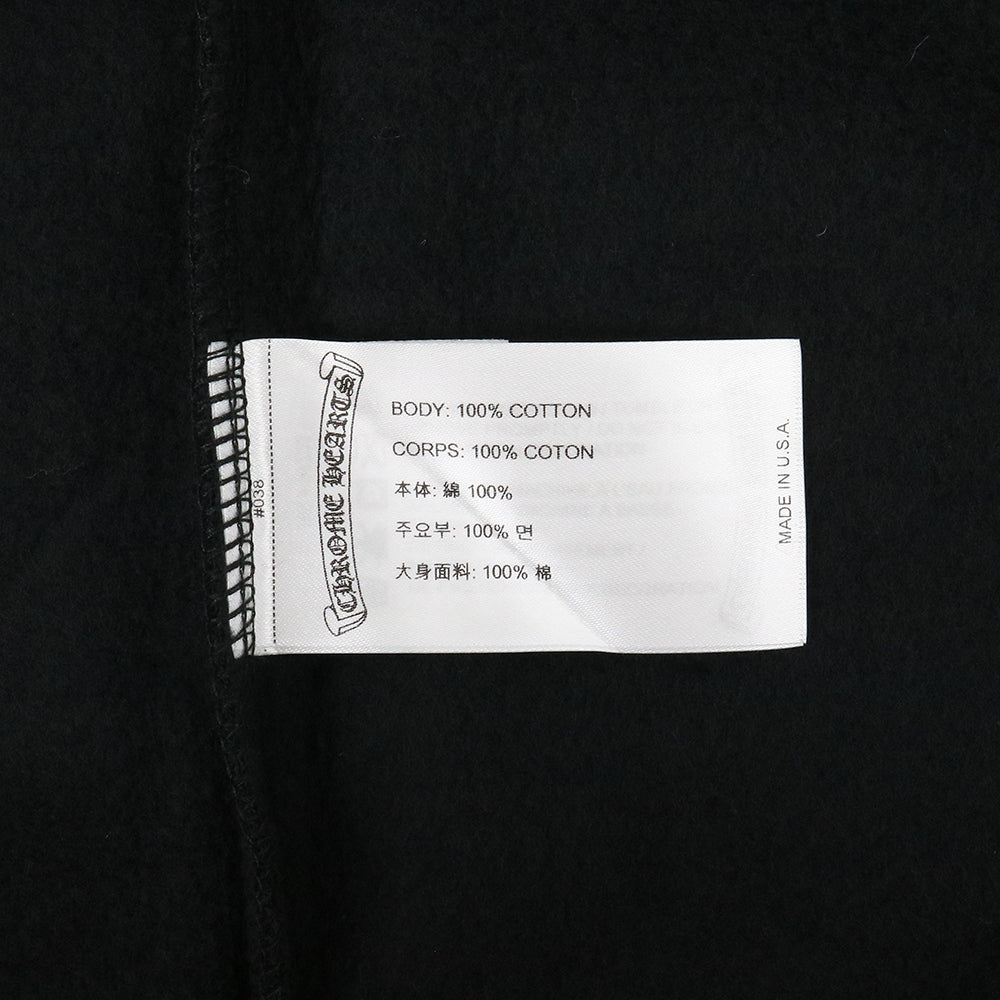 #038
CHROME HEARTS
BODY: 100% COTTON
CORPS: 100% COTON
本体: 綿 100%
주요부: 100% 면
大身面料: 100% 棉
MADE IN U.S.A.